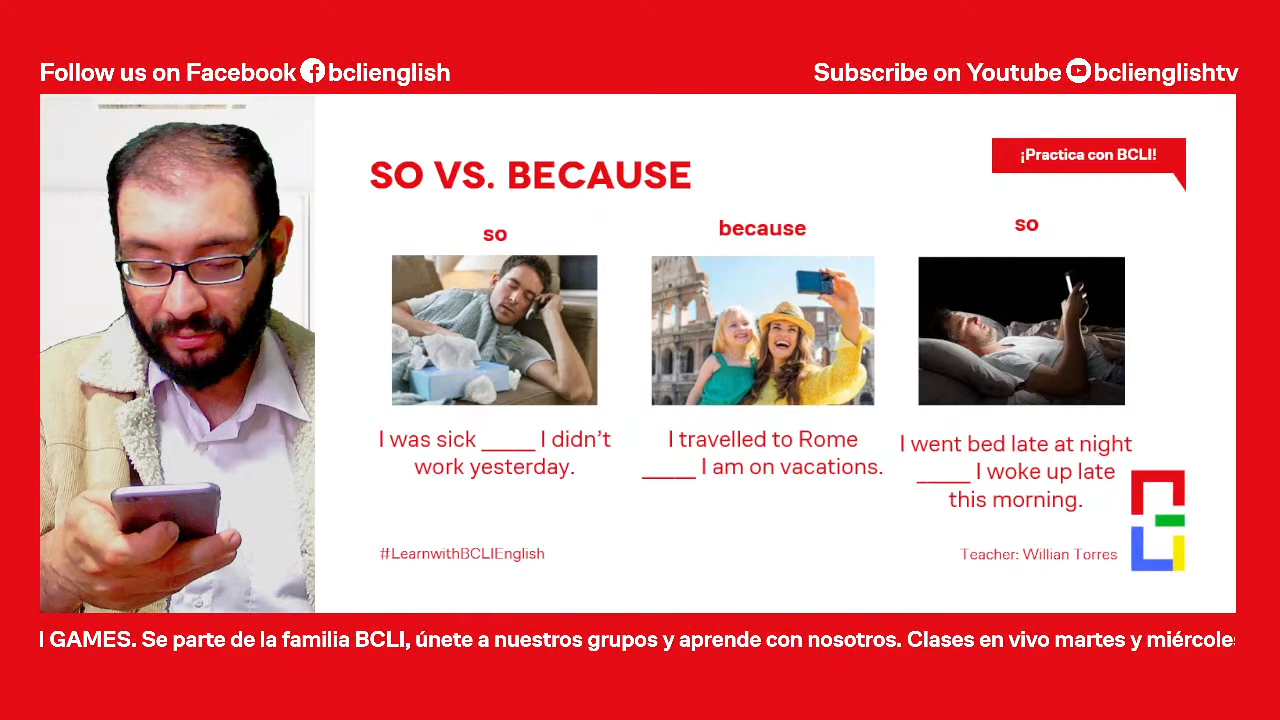 Follow us on Facebook bclienglish
Subscribe on Youtube bclienglishtv
¡Practica con BCLI!
SO VS. BECAUSE
so
because
so
I was sick _____ I didn't
work yesterday.
I travelled to Rome
_____ I am on vacations.
I went bed late at night
_____ I woke up late
this morning.
#LearnwithBCLIEnglish
Teacher: Willian Torres
I GAMES. Se parte de la familia BCLI, únete a nuestros grupos y aprende con nosotros. Clases en vivo martes y miércole